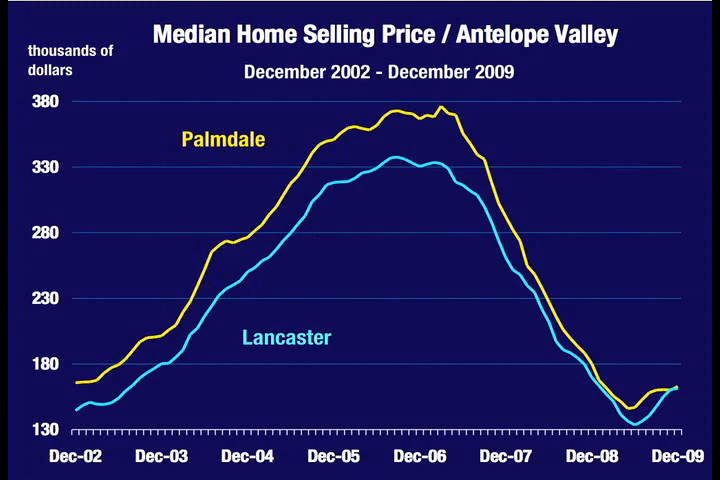 Median Home Selling Price / Antelope Valley
thousands of
dollars
December 2002 - December 2009
380
Palmdale
330
280
230
Lancaster
180
130
Dec-02 Dec-03 Dec-04 Dec-05 Dec-06 Dec-07 Dec-08 Dec-09